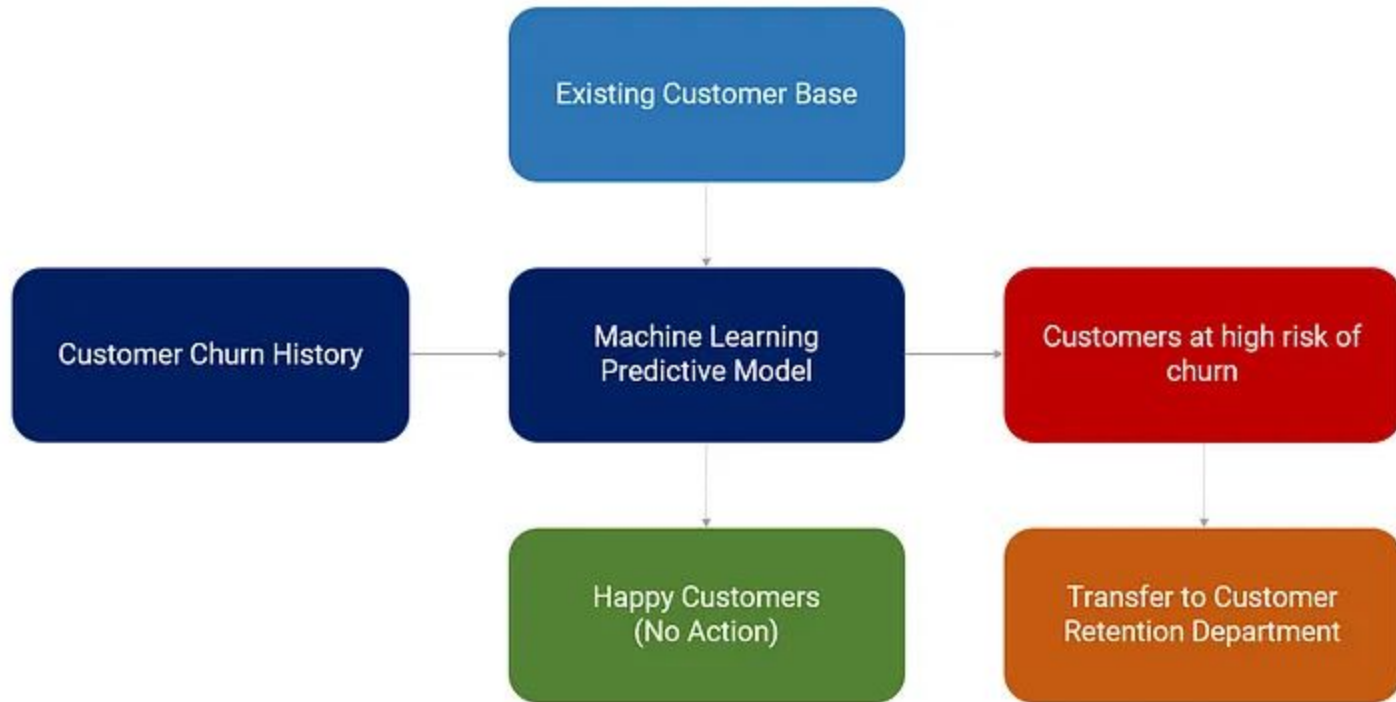 Existing Customer Base
Customer Churn History
Machine Learning
Predictive Model
Customers at high risk of
churn
Happy Customers
(No Action)
Transfer to Customer
Retention Department